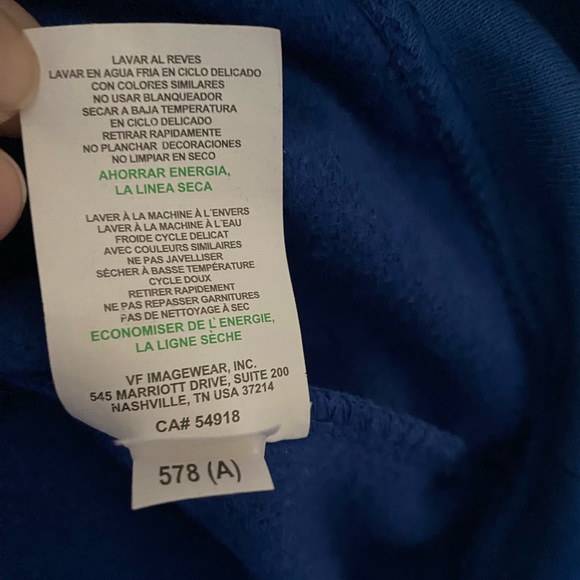 LAVAR AL REVES
LAVAR EN AGUA FRIA EN CICLO DELICADO
CON COLORES SIMILARES
NO USAR BLANQUEADOR
SECAR A BAJA TEMPERATURA
EN CICLO DELICADO
RETIRAR RAPIDAMENTE
NO PLANCHAR DECORACIONES
NO LIMPIAR EN SECO
AHORRAR ENERGIA,
LA LINEA SECA
LAVER À LA MACHINE À L'ENVERS
LAVER À LA MACHINE À L'EAU
FROIDE CYCLE DELICAT
AVEC COULEURS SIMILAIRES
NE PAS JAVELLISER
SÈCHER À BASSE TEMPÉRATURE
CYCLE DOUX
RETIRER RAPIDEMENT
NE PAS REPASSER GARNITURES
PAS DE NETTOYAGE À SEC
ECONOMISER DE L'ENERGIE,
LA LIGNE SÈCHE
VF IMAGEWEAR, INC.
545 MARRIOTT DRIVE, SUITE 200
NASHVILLE, TN USA 37214
CA# 54918
578 (A)